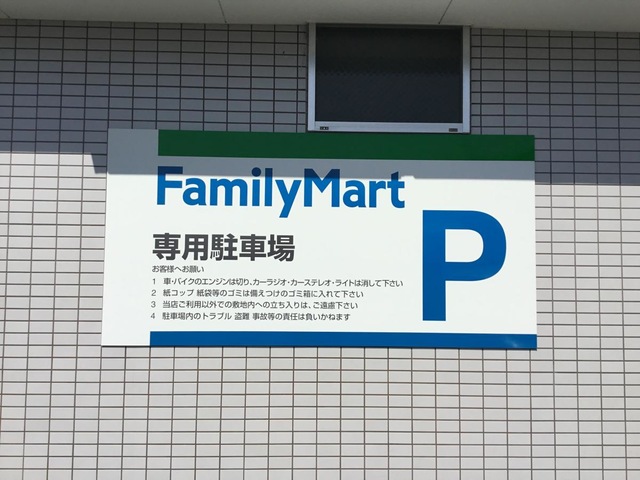 FamilyMart
P
専用駐車場
お客様へお願い
1 車・バイクのエンジンは切り、カーラジオ・カーステレオ・ライトは消して下さい
2 紙コップ 紙袋等のゴミは備えつけのゴミ箱に入れて下さい
3 当店ご利用以外での敷地内への立ち入りは、ご遠慮下さい
4 駐車場内のトラブル 盗難 事故等の責任は負いかねます